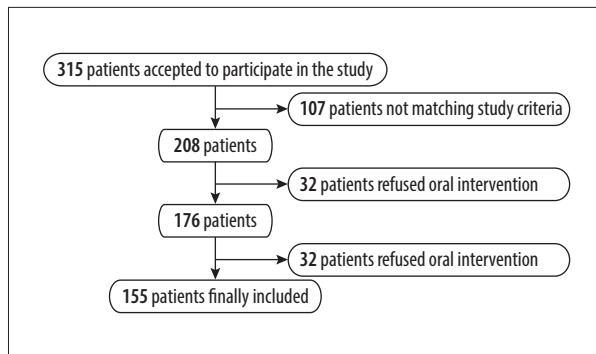 315 patients accepted to participate in the study
107 patients not matching study criteria
208 patients
32 patients refused oral intervention
176 patients
32 patients refused oral intervention
155 patients finally included